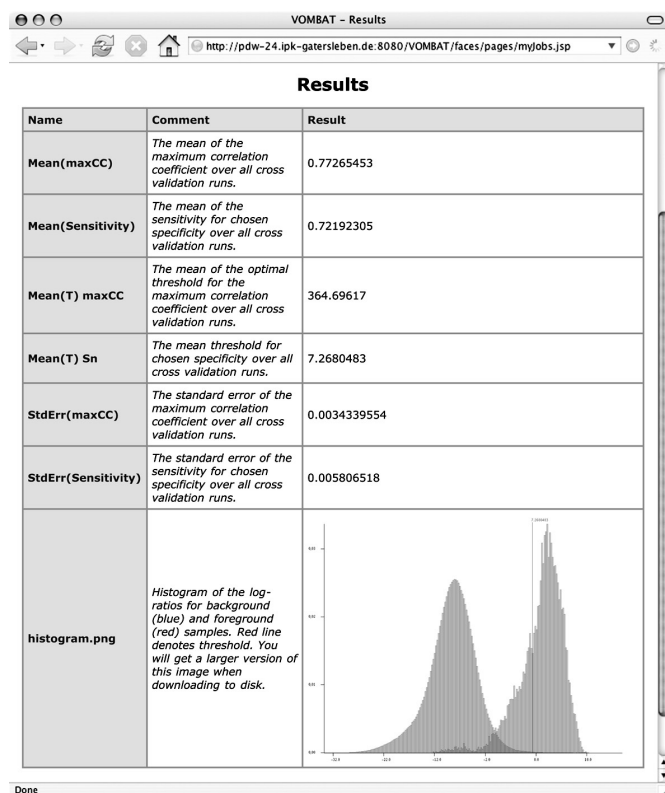 VOMBAT - Results
http://pdw-24.ipk-gatersleben.de:8080/VOMBAT/faces/pages/myJobs.jsp
Results
Name Comment Result
Mean(maxCC)
The mean of the
maximum correlation
coefficient over all cross
validation runs.
0.77265453
Mean(Sensitivity)
The mean of the
sensitivity for chosen
specificity over all cross
validation runs.
0.72192305
Mean(T) maxCC
The mean of the optimal
threshold for the
maximum correlation
coefficient over all cross
validation runs.
364.69617
Mean(T) Sn
The mean threshold for
chosen specificity over all
cross validation runs.
7.2680483
StdErr(maxCC)
The standard error of the
maximum correlation
coefficient over all cross
validation runs.
0.0034339554
StdErr(Sensitivity)
The standard error of the
sensitivity for chosen
specificity over all cross
validation runs.
0.005806518
histogram.png
Histogram of the log-
ratios for background
(blue) and foreground
(red) samples. Red line
denotes threshold. You
will get a larger version of
this image when
downloading to disk.
Done